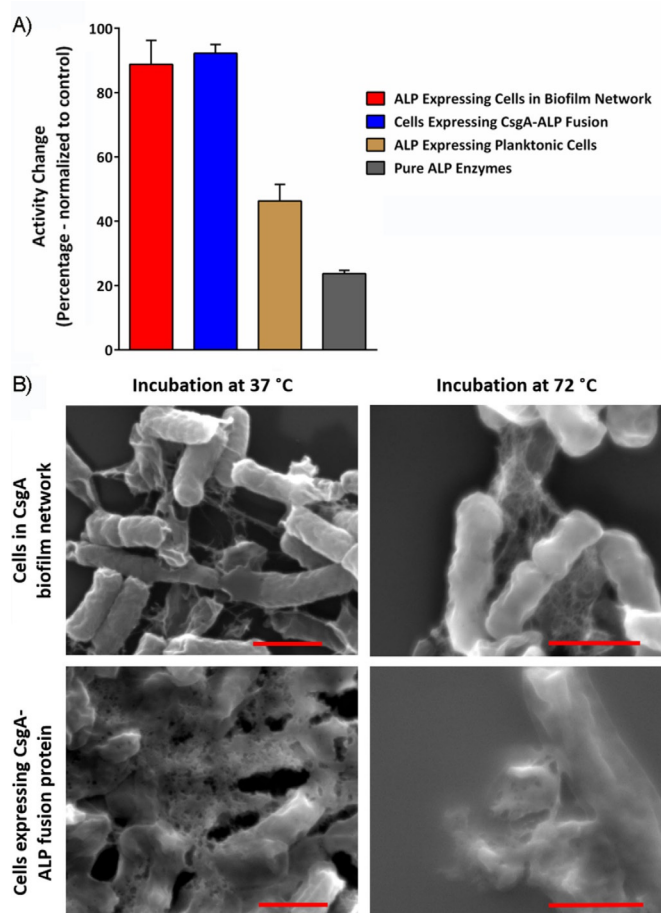 A)
Activity Change
(Percentage - normalized to control)
100
80
60
40
20
0
ALP Expressing Cells in Biofilm Network
Cells Expressing CsgA-ALP Fusion
ALP Expressing Planktonic Cells
Pure ALP Enzymes
B)
Incubation at 37 °C
Incubation at 72 °C
Cells in CsgA
biofilm network
Cells expressing CsgA-
ALP fusion protein